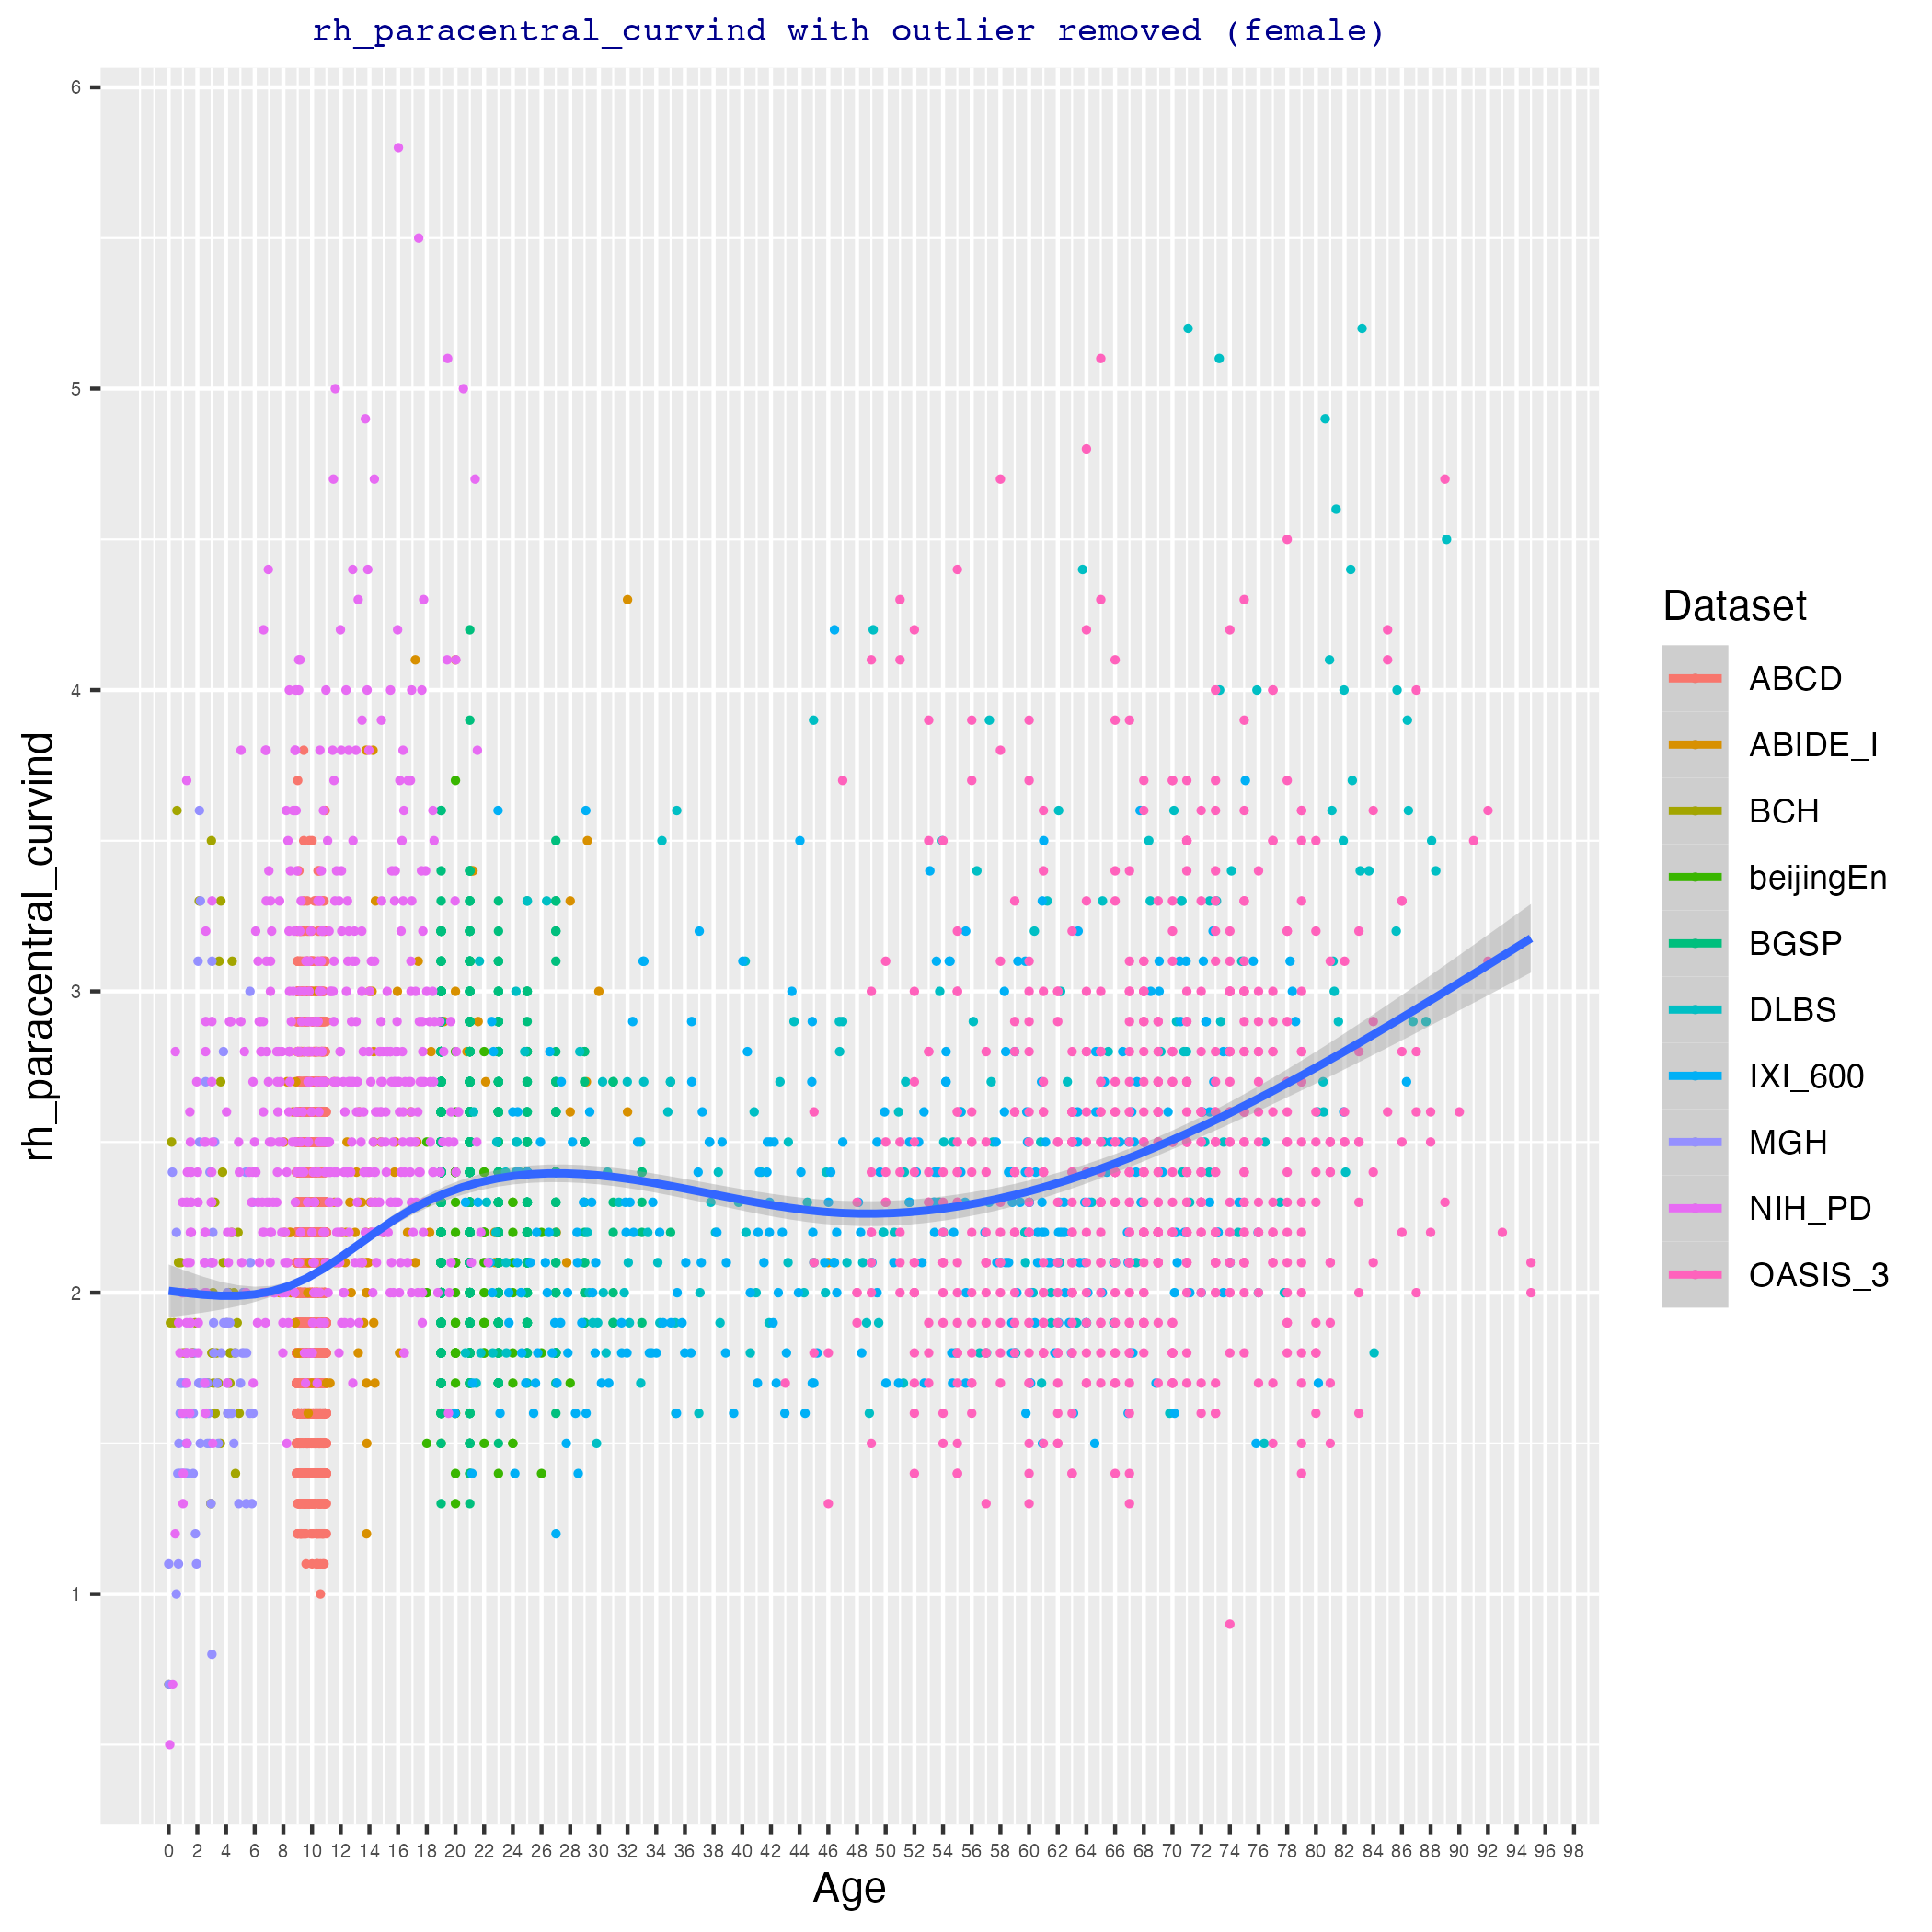 rh_paracentral_curvind with outlier removed (female)
6
5
4
3
2
1
rh_paracentral_curvind
0 2 4 6 8 10 12 14 16 18 20 22 24 26 28 30 32 34 36 38 40 42 44 46 48 50 52 54 56 58 60 62 64 66 68 70 72 74 76 78 80 82 84 86 88 90 92 94 96 98
Age
Dataset
ABCD
ABIDE_I
BCH
beijingEn
BGSP
DLBS
IXI_600
MGH
NIH_PD
OASIS_3